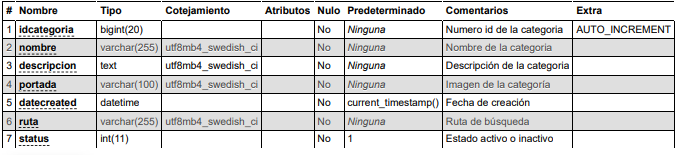 # Nombre Tipo Cotejamiento Atributos Nulo Predeterminado Comentarios Extra
1 idcategoria bigint(20) No Ninguna Numero id de la categoria AUTO_INCREMENT
2 nombre varchar(255) utf8mb4_swedish_ci No Ninguna Nombre de la categoría
3 descripcion text utf8mb4_swedish_ci No Ninguna Descripción de la categoria
4 portada varchar(100) utf8mb4_swedish_ci No Ninguna Imagen de la categoría
5 datecreated datetime No current_timestamp() Fecha de creación
6 ruta varchar(255) utf8mb4_swedish_ci No Ninguna Ruta de búsqueda
7 status int(11) No 1 Estado activo o inactivo